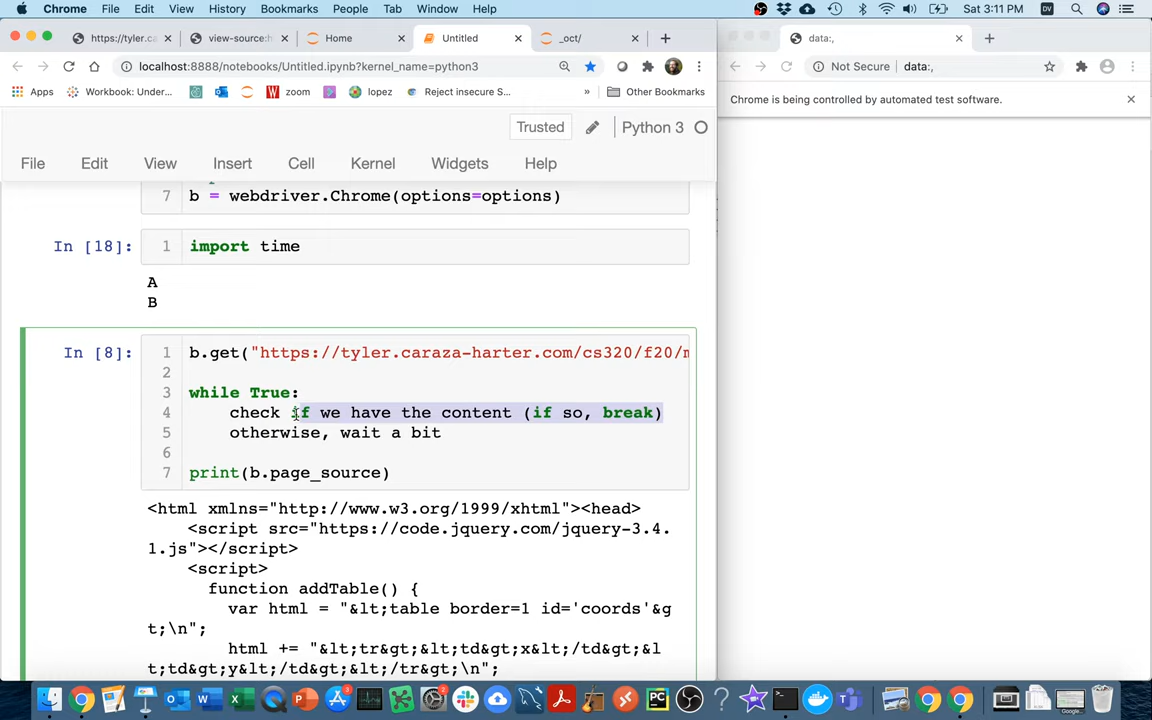 Chrome File Edit View History Bookmarks People Tab Window Help Sat 3:11 PM
https://tyler.ca view-source:h Home Untitled _oct/
data:,
localhost:8888/notebooks/Untitled.ipynb?kernel_name=python3
Not Secure data:,
Apps Workbook: Under... zoom lopez Reject insecure S... » Other Bookmarks
Chrome is being controlled by automated test software.
Trusted Python 3
File Edit View Insert Cell Kernel Widgets Help
7 b = webdriver.Chrome(options=options)
In [18]: 1 import time
A
B
In [8]: 1 b.get("https://tyler.caraza-harter.com/cs320/f20/m
2
3 while True:
4 check if we have the content (if so, break)
5 otherwise, wait a bit
6
7 print(b.page_source)
<html xmlns="http://www.w3.org/1999/xhtml"><head>
<script src="https://code.jquery.com/jquery-3.4.
1.js"></script>
<script>
function addTable() {
var html = "&lt;table border=1 id='coords'&g
t;\n";
html += "&lt;tr&gt;&lt;td&gt;x&lt;/td&gt;&l
t;td&gt;y&lt;/td&gt;&lt;/tr&gt;\n";